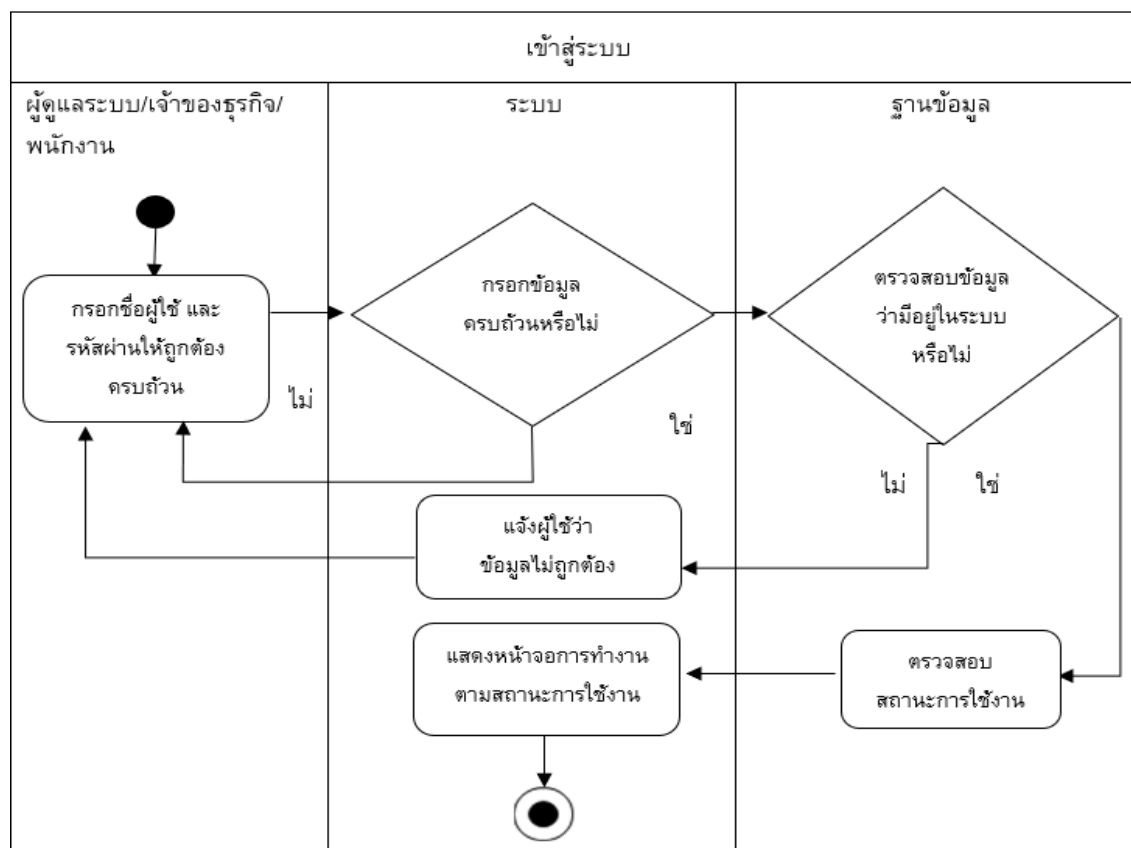 เข้าสู่ระบบ
ผู้ดูแลระบบ/เจ้าของธุรกิจ/
พนักงาน
ระบบ
ฐานข้อมูล
กรอกชื่อผู้ใช้ และ
รหัสผ่านให้ถูกต้อง
ครบถ้วน
กรอกข้อมูล
ครบถ้วนหรือไม่
ตรวจสอบข้อมูล
ว่ามีอยู่ในระบบ
หรือไม่
ไม่
ใช่
ไม่
ใช่
แจ้งผู้ใช้ว่า
ข้อมูลไม่ถูกต้อง
แสดงหน้าจอการทำงาน
ตามสถานะการใช้งาน
ตรวจสอบ
สถานะการใช้งาน